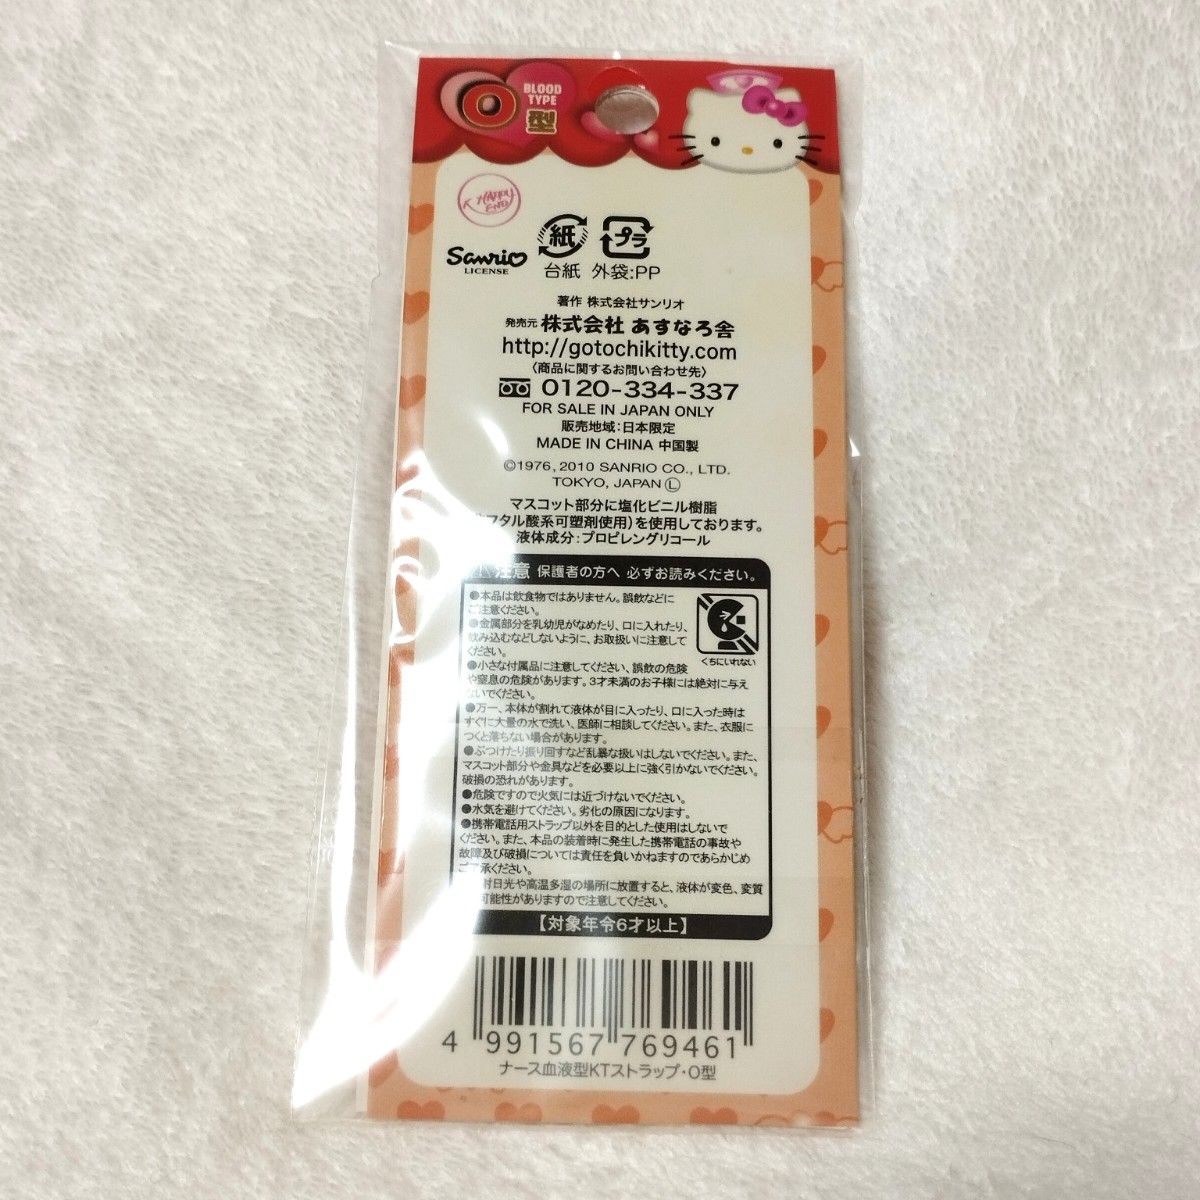 O BLOOD TYPE 型
K HAPPY END
Sanrio LICENSE
紙 プラ
台紙 外袋:PP
著作 株式会社サンリオ
発売元 株式会社 あすなろ舎
http://gotochikitty.com
〈商品に関するお問い合わせ先〉
0120-334-337
FOR SALE IN JAPAN ONLY
販売地域:日本限定
MADE IN CHINA 中国製
©1976, 2010 SANRIO CO., LTD.
TOKYO, JAPAN Ⓛ
マスコット部分に塩化ビニル樹脂
フタル酸系可塑剤使用)を使用しております。
液体成分:プロピレングリコール
注意 保護者の方へ 必ずお読みください。
●本品は飲食物ではありません。誤飲などに
ご注意ください。
●金属部分を乳幼児がなめたり、口に入れたり、
飲み込むなどしないように、お取扱いに注意して
ください。
くちにいれない
●小さな付属品に注意してください、誤飲の危険
や窒息の危険があります。3才未満のお子様には絶対に与え
ないでください。
●万一、本体が割れて液体が目に入ったり、口に入った時は
すぐに大量の水で洗い、医師に相談してください。また、衣服に
つくと落ちない場合があります。
●ぶつけたり振り回すなど乱暴な扱いはしないでください。また、
マスコット部分や金具などを必要以上に強く引かないでください。
破損の恐れがあります。
●危険ですので火気には近づけないでください。
●水気を避けてください。劣化の原因になります。
●携帯電話用ストラップ以外を目的とした使用はしないで
ください。また、本品の装着時に発生した携帯電話の事故や
故障及び破損については責任を負いかねますのであらかじめ
ご了承ください。
射日光や高温多湿の場所に放置すると、液体が変色、変質
可能性がありますので注意してください。
【対象年令6才以上】
4 991567 769461
ナース血液型KTストラップ・O型